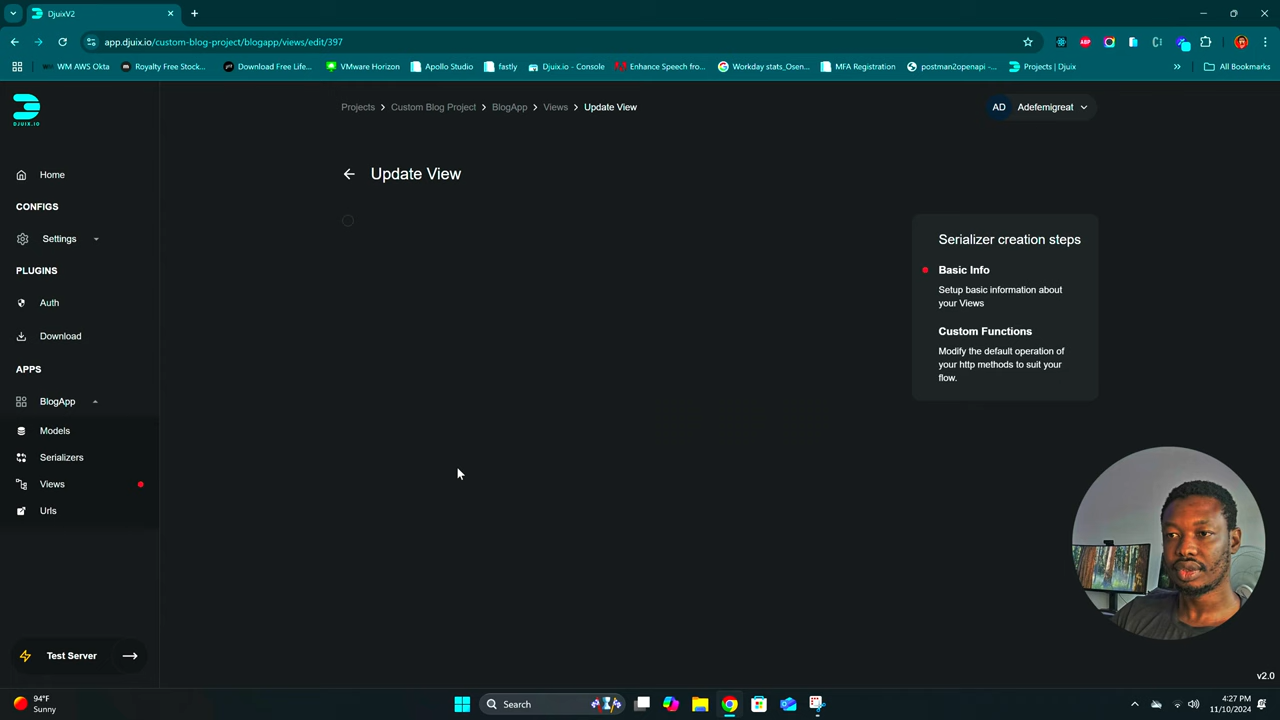 DjuixV2
app.djuix.io/custom-blog-project/blogapp/views/edit/397
WM AWS Okta
Royalty Free Stock...
Download Free Life...
VMware Horizon
Apollo Studio
fastly
Djuix.io - Console
Enhance Speech from...
Workday stats_Osen...
MFA Registration
postman2openapi -...
Projects | Djuix
All Bookmarks
DJUIX.IO
Projects > Custom Blog Project > BlogApp > Views > Update View
AD Adefemigreat
Update View
Home
CONFIGS
Settings
PLUGINS
Auth
Download
APPS
BlogApp
Models
Serializers
Views
Urls
Serializer creation steps
Basic Info
Setup basic information about
your Views
Custom Functions
Modify the default operation of
your http methods to suit your
flow.
Test Server
v2.0
94°F
Sunny
Search
4:27 PM
11/10/2024